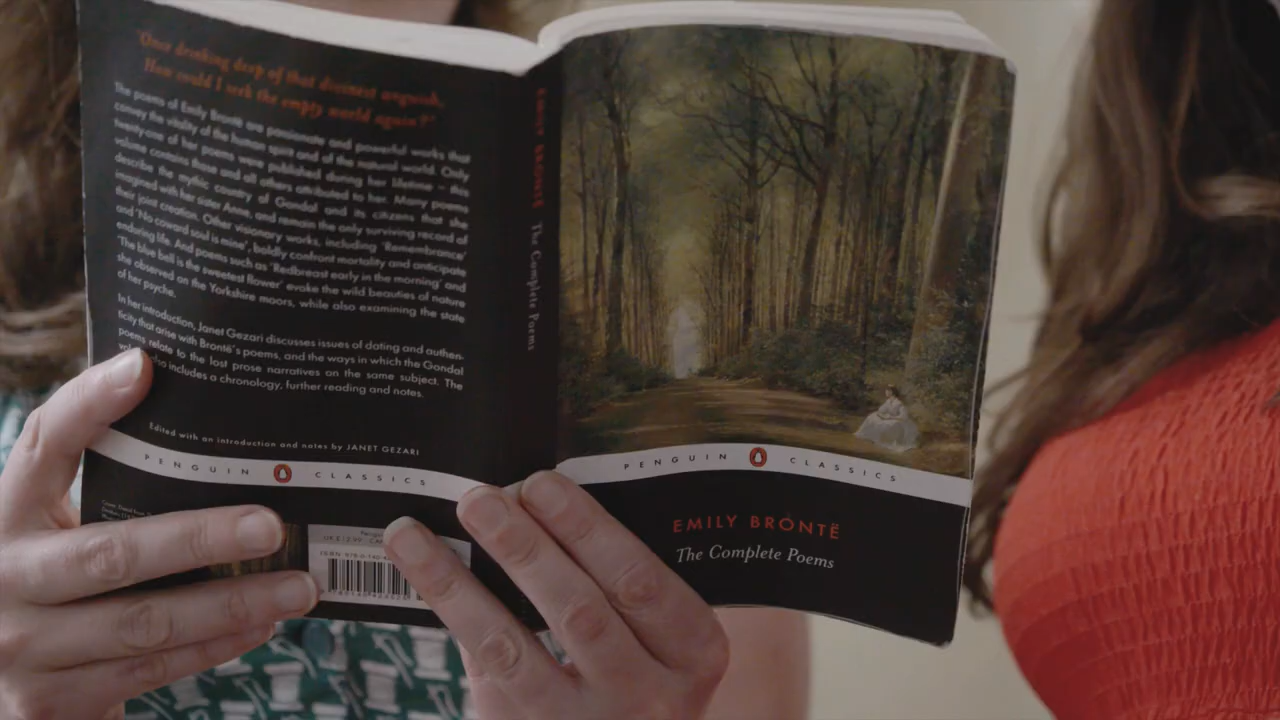 'Once drinking deep of that divinest anguish,
How could I seek the empty world again?'
The poems of Emily Brontë are passionate and powerful works that
convey the vitality of the human spirit and of the natural world. Only
twenty-one of her poems were published during her lifetime – this
volume contains those and all others attributed to her. Many poems
describe the mythic country of Gondal and its citizens that she
imagined with her sister Anne, and remain the only surviving record of
their joint creation. Other visionary works, including 'Remembrance'
and 'No coward soul is mine', boldly confront mortality and anticipate
enduring life. And poems such as 'Redbreast early in the morning' and
'The blue bell is the sweetest flower' evoke the wild beauties of nature
she observed on the Yorkshire moors, while also examining the state
of her psyche.
In her introduction, Janet Gezari discusses issues of dating and authen-
ticity that arise with Brontë's poems, and the ways in which the Gondal
poems relate to the lost prose narratives on the same subject. The
also includes a chronology, further reading and notes.
Edited with an introduction and notes by JANET GEZARI
PENGUIN CLASSICS
Penguin
U.K. £12.99
ISBN 978-0-140-4
EMILY BRONTË The Complete Poems
PENGUIN CLASSICS
EMILY BRONTË
The Complete Poems